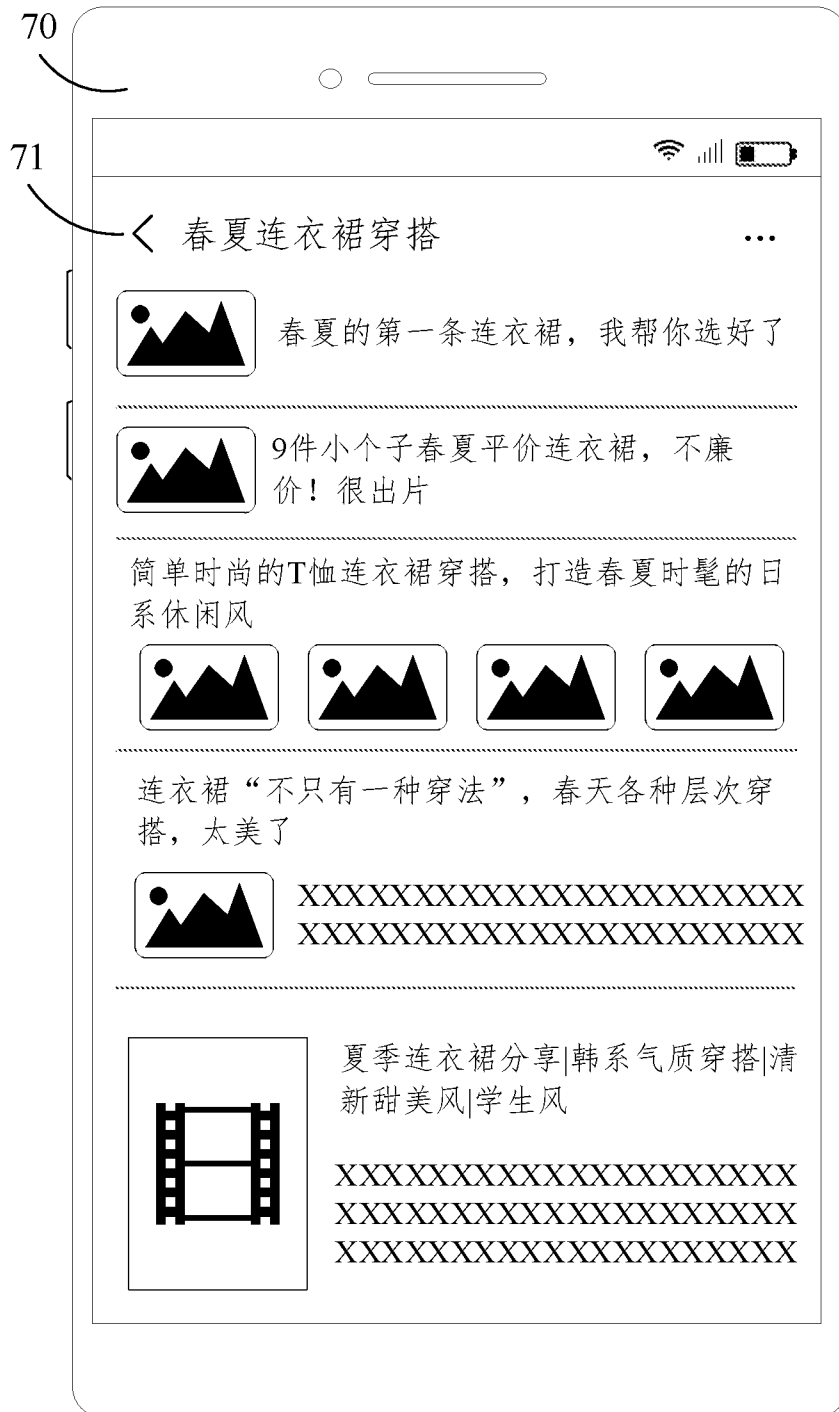 70
71
春夏连衣裙穿搭
春夏的第一条连衣裙，我帮你选好了
9件小个子春夏平价连衣裙，不廉
价！很出片
简单时尚的T恤连衣裙穿搭，打造春夏时髦的日
系休闲风
连衣裙“不只有一种穿法”，春天各种层次穿
搭，太美了
XXXXXXXXXXXXXXXXXXXXXX
XXXXXXXXXXXXXXXXXXXXXX
夏季连衣裙分享|韩系气质穿搭|清
新甜美风|学生风
XXXXXXXXXXXXXXXXXXXX
XXXXXXXXXXXXXXXXXXXX
XXXXXXXXXXXXXXXXXXXX